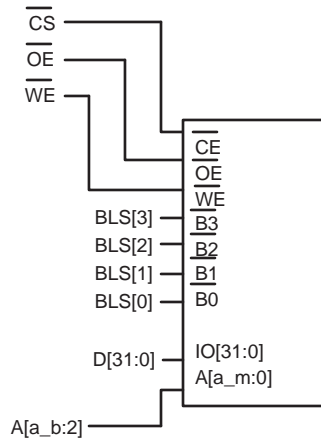 CS
OE
WE
CE
OE
WE
BLS[3] B3
BLS[2] B2
BLS[1] B1
BLS[0] B0
D[31:0] IO[31:0]
A[a_m:0]
A[a_b:2]